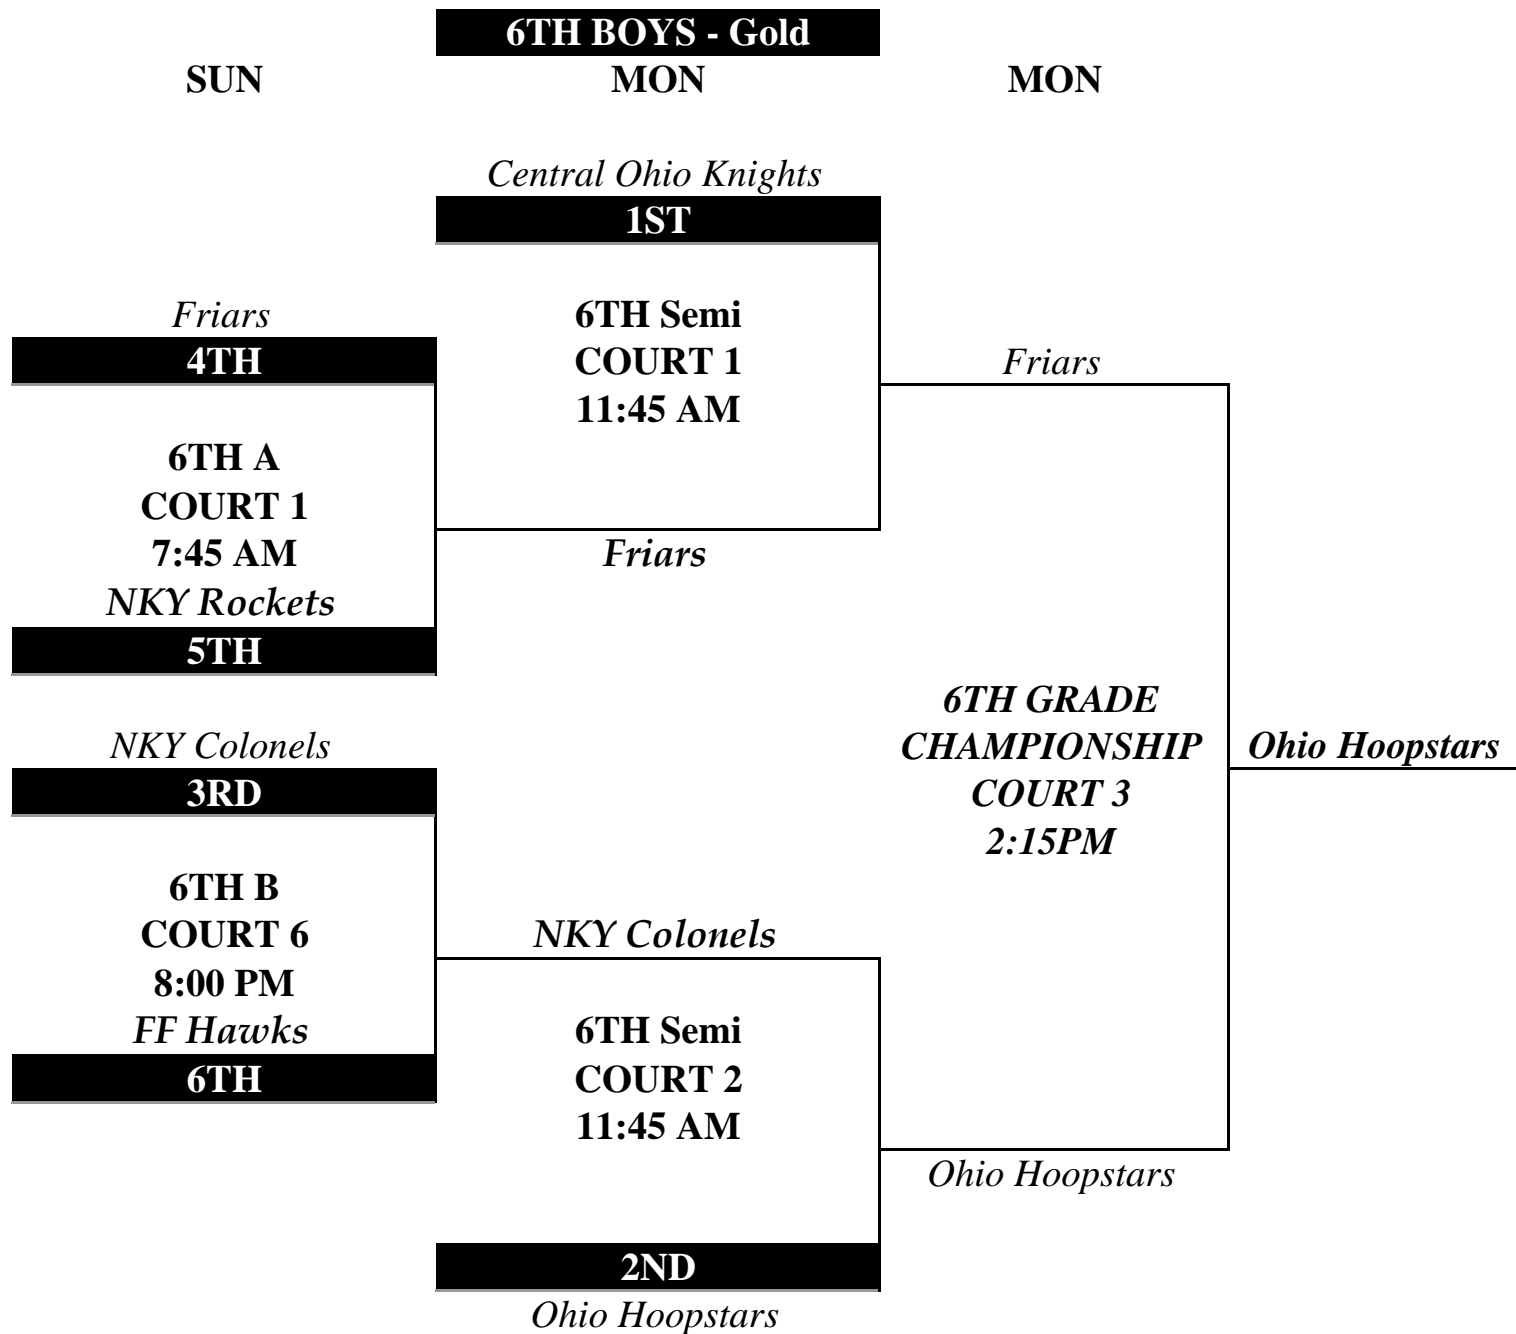 6TH BOYS - Gold
SUN
MON
MON
Central Ohio Knights
1ST
Friars
4TH
6TH Semi
COURT 1
11:45 AM
Friars
6TH A
COURT 1
7:45 AM
NKY Rockets
5TH
Friars
NKY Colonels
3RD
6TH GRADE
CHAMPIONSHIP
COURT 3
2:15PM
Ohio Hoopstars
6TH B
COURT 6
8:00 PM
FF Hawks
6TH
NKY Colonels
6TH Semi
COURT 2
11:45 AM
Ohio Hoopstars
2ND
Ohio Hoopstars